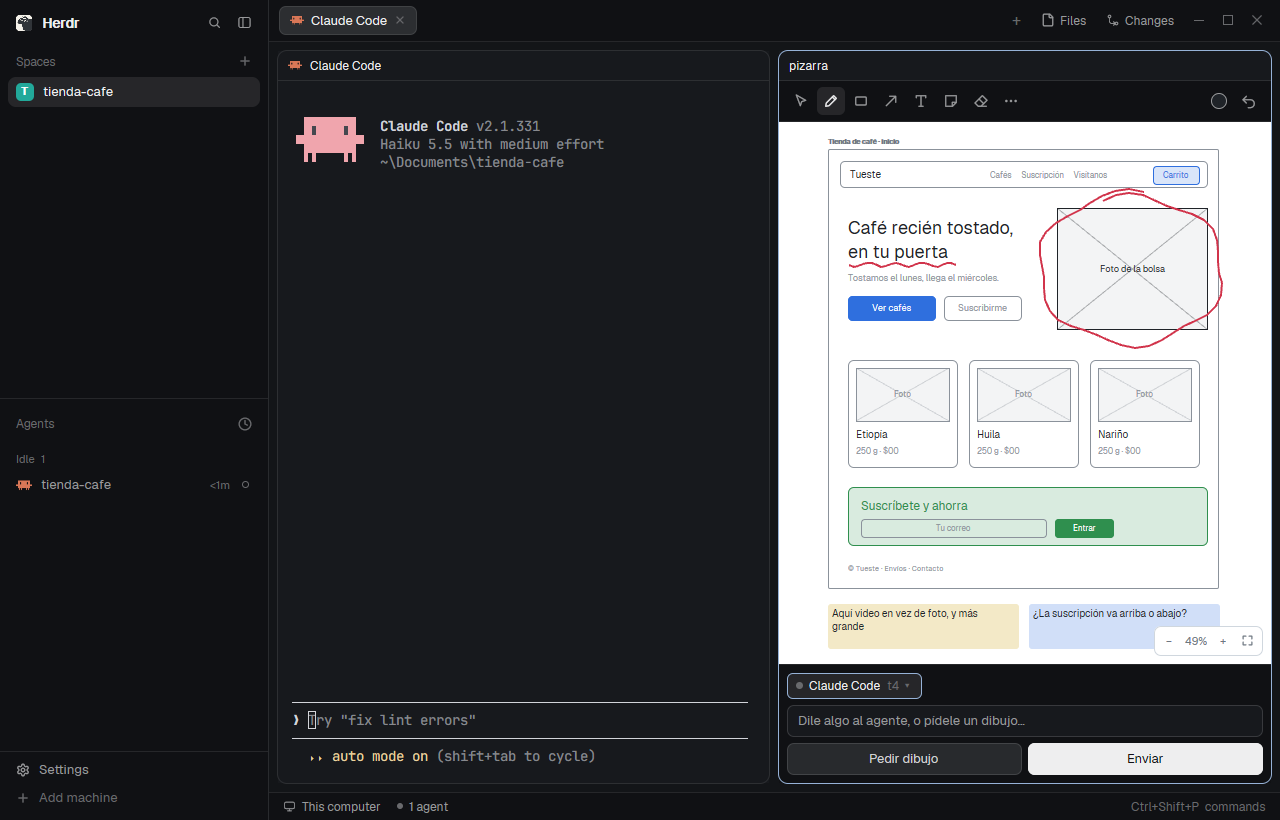 Herdr
Claude Code
Files
Changes
Spaces
T
tienda-cafe
Agents
Idle 1
tienda-cafe
<1m
Settings
Add machine
Claude Code
Claude Code v2.1.331
Haiku 5.5 with medium effort
~\Documents\tienda-cafe
❯ Try "fix lint errors"
auto mode on (shift+tab to cycle)
pizarra
Tienda de café · Inicio
Tueste
Cafés
Suscripción
Visítanos
Carrito
Café recién tostado,
en tu puerta
Tostamos el lunes, llega el miércoles.
Ver cafés
Suscribirme
Foto de la bolsa
Foto
Foto
Foto
Etiopía
Huila
Nariño
250 g · $00
250 g · $00
250 g · $00
Suscríbete y ahorra
Tu correo
Entrar
© Tueste · Envíos · Contacto
Aquí video en vez de foto, y más
grande
¿La suscripción va arriba o abajo?
− 49% +
Claude Code t4
Dile algo al agente, o pídele un dibujo…
Pedir dibujo
Enviar
This computer
1 agent
Ctrl+Shift+P commands